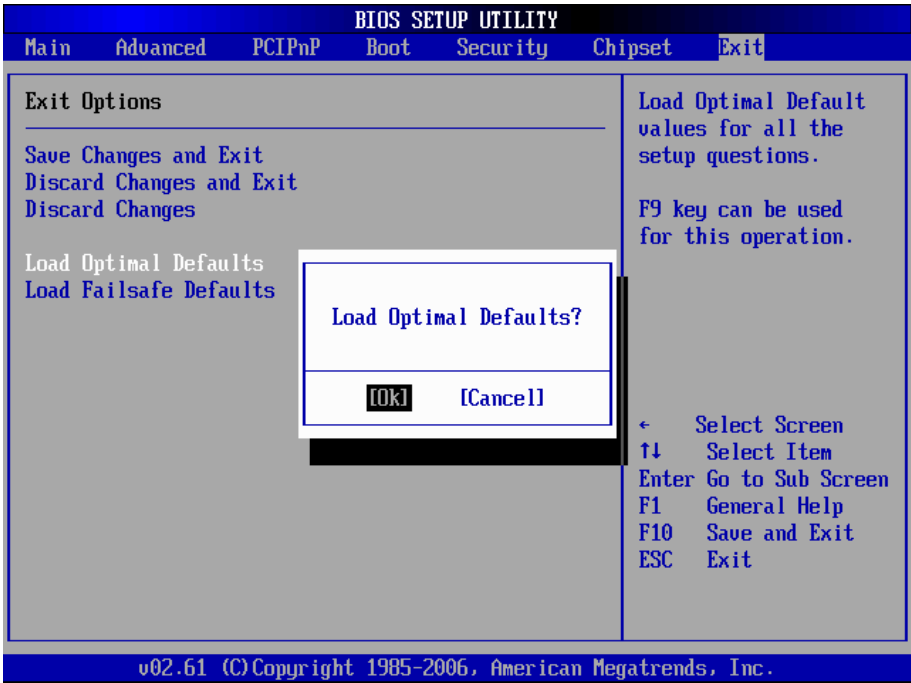 BIOS SETUP UTILITY
Main Advanced PCIPnP Boot Security Chipset Exit
Exit Options
Save Changes and Exit
Discard Changes and Exit
Discard Changes
Load Optimal Defaults
Load Failsafe Defaults
Load Optimal Defaults?
[Ok] [Cancel]
Load Optimal Default
values for all the
setup questions.
F9 key can be used
for this operation.
← Select Screen
↑↓ Select Item
Enter Go to Sub Screen
F1 General Help
F10 Save and Exit
ESC Exit
v02.61 (C)Copyright 1985-2006, American Megatrends, Inc.